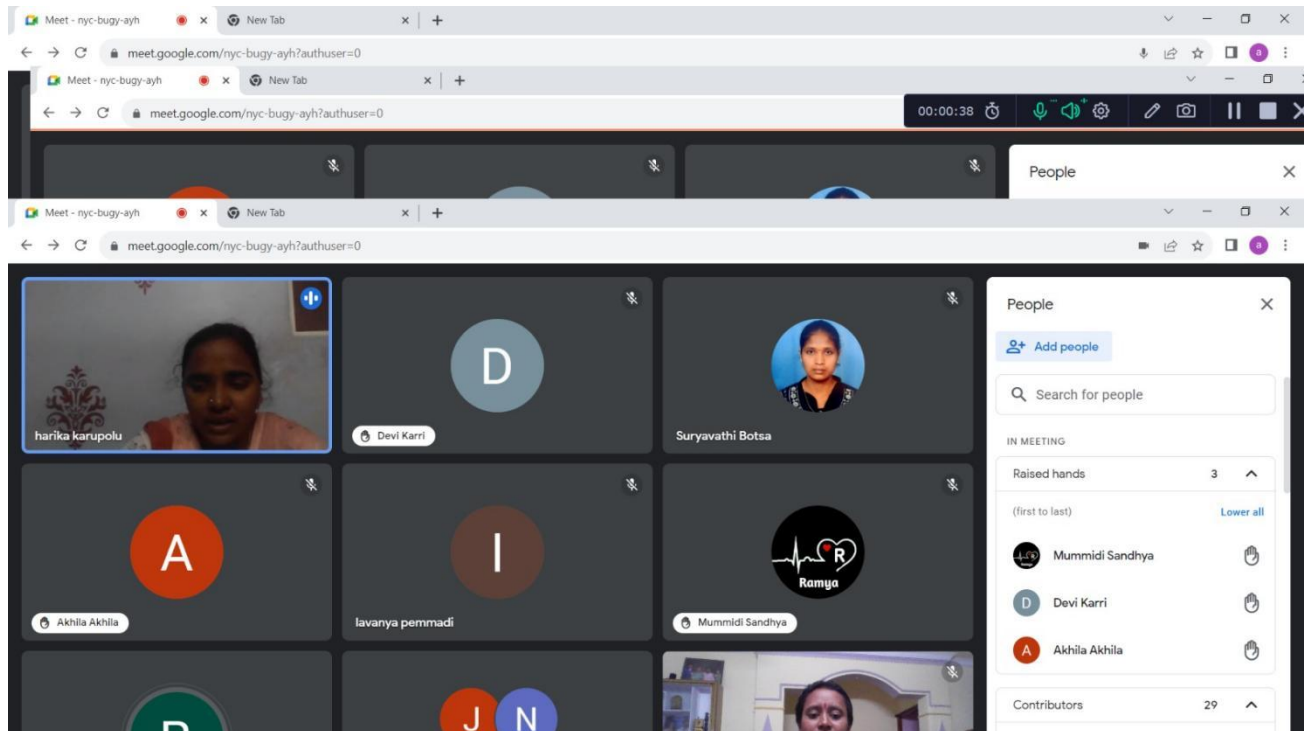 Meet - nyc-bugy-ayh New Tab
meet.google.com/nyc-bugy-ayh?authuser=0 a
Meet - nyc-bugy-ayh New Tab
meet.google.com/nyc-bugy-ayh?authuser=0 00:00:38
People
Meet - nyc-bugy-ayh New Tab
meet.google.com/nyc-bugy-ayh?authuser=0 a
People
D
Add people
Search for people
harika karupolu Devi Karri Suryavathi Botsa
IN MEETING
Raised hands 3
(first to last) Lower all
A I R
Ramya
Mummidi Sandhya
D Devi Karri
Akhila Akhila lavanya pemmadi Mummidi Sandhya
A Akhila Akhila
J N
Contributors 29